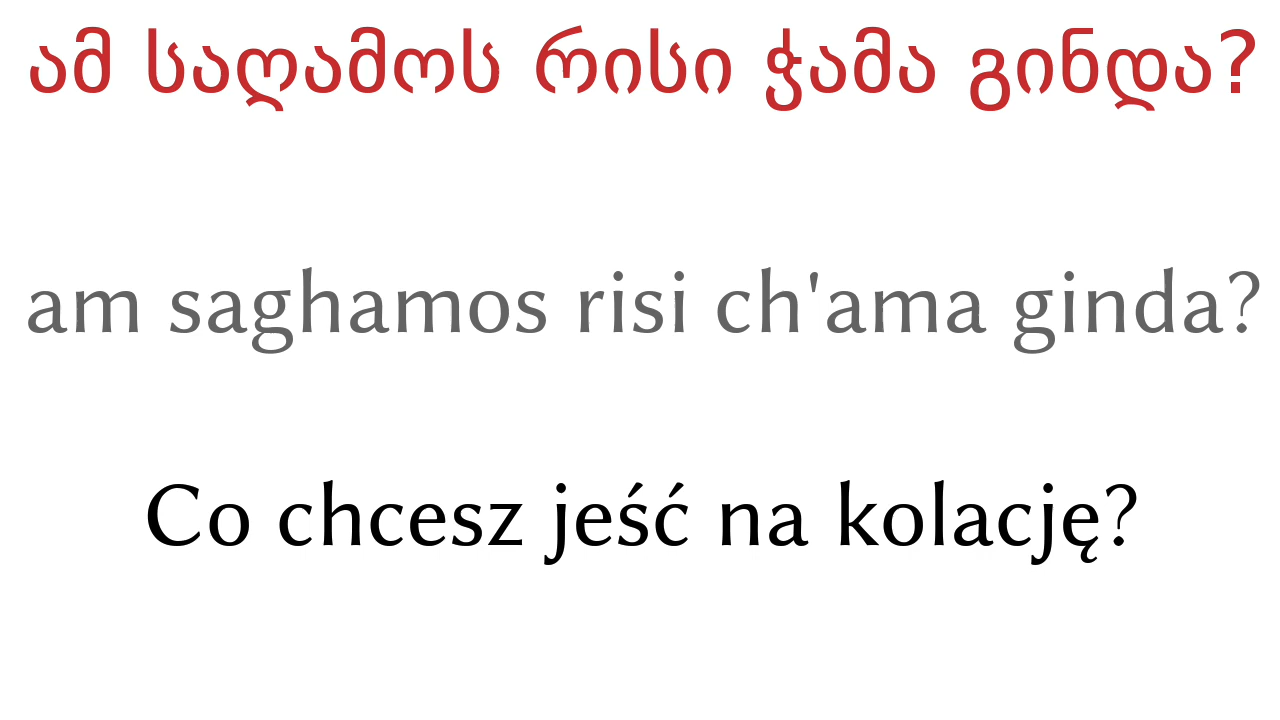 ამ საღამოს რისი ჭამა გინდა?
am saghamos risi ch'ama ginda?
Co chcesz jeść na kolację?